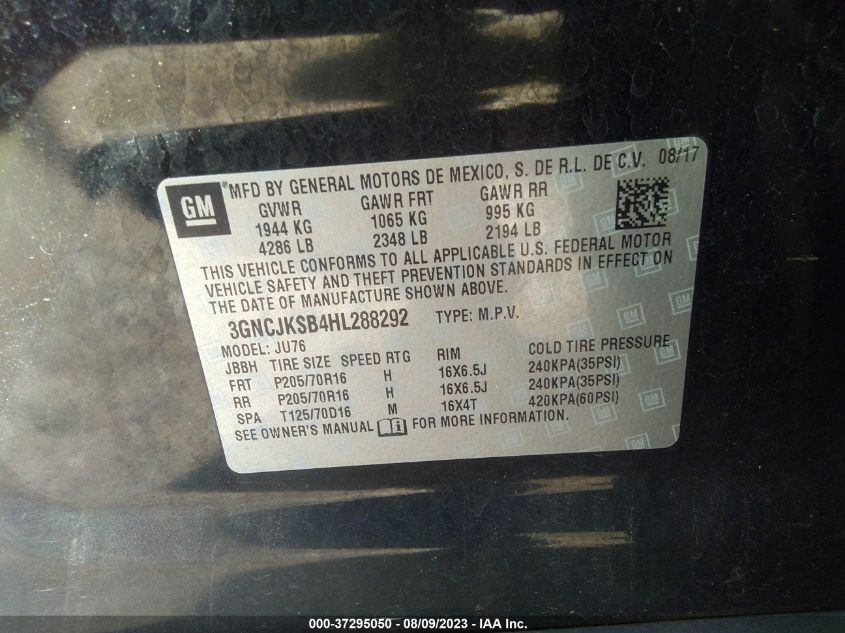 GM ®MFD BY GENERAL MOTORS DE MEXICO, S. DE R.L. DE C.V. 08/17
GVWR GAWR FRT GAWR RR
1944 KG 1065 KG 995 KG
4286 LB 2348 LB 2194 LB
THIS VEHICLE CONFORMS TO ALL APPLICABLE U.S. FEDERAL MOTOR
VEHICLE SAFETY AND THEFT PREVENTION STANDARDS IN EFFECT ON
THE DATE OF MANUFACTURE SHOWN ABOVE.
3GNCJKSB4HL288292 TYPE: M.P.V.
MODEL: JU76
JBBH TIRE SIZE SPEED RTG RIM COLD TIRE PRESSURE
FRT P205/70R16 H 16X6.5J 240KPA(35PSI)
RR P205/70R16 H 16X6.5J 240KPA(35PSI)
SPA T125/70D16 M 16X4T 420KPA(60PSI)
SEE OWNER'S MANUAL i FOR MORE INFORMATION.
000-37295050 - 08/09/2023 - IAA Inc.